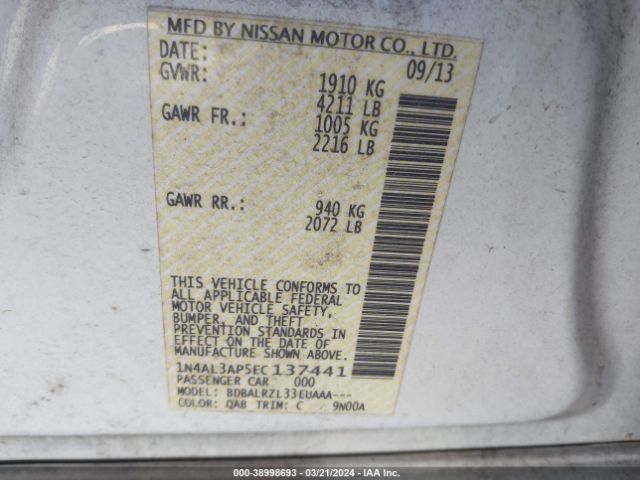 MFD BY NISSAN MOTOR CO., LTD.
DATE: 09/13
GVWR: 1910 KG
4211 LB
GAWR FR.: 1005 KG
2216 LB
GAWR RR.: 940 KG
2072 LB
THIS VEHICLE CONFORMS TO
ALL APPLICABLE FEDERAL
MOTOR VEHICLE SAFETY,
BUMPER, AND THEFT
PREVENTION STANDARDS IN
EFFECT ON THE DATE OF
MANUFACTURE SHOWN ABOVE.
1N4AL3AP5EC137441
PASSENGER CAR 000
MODEL: BDBALRZL33EUAAA---
COLOR: QAB TRIM: C 9N00A
000-38998693 — 03/21/2024 — IAA Inc.